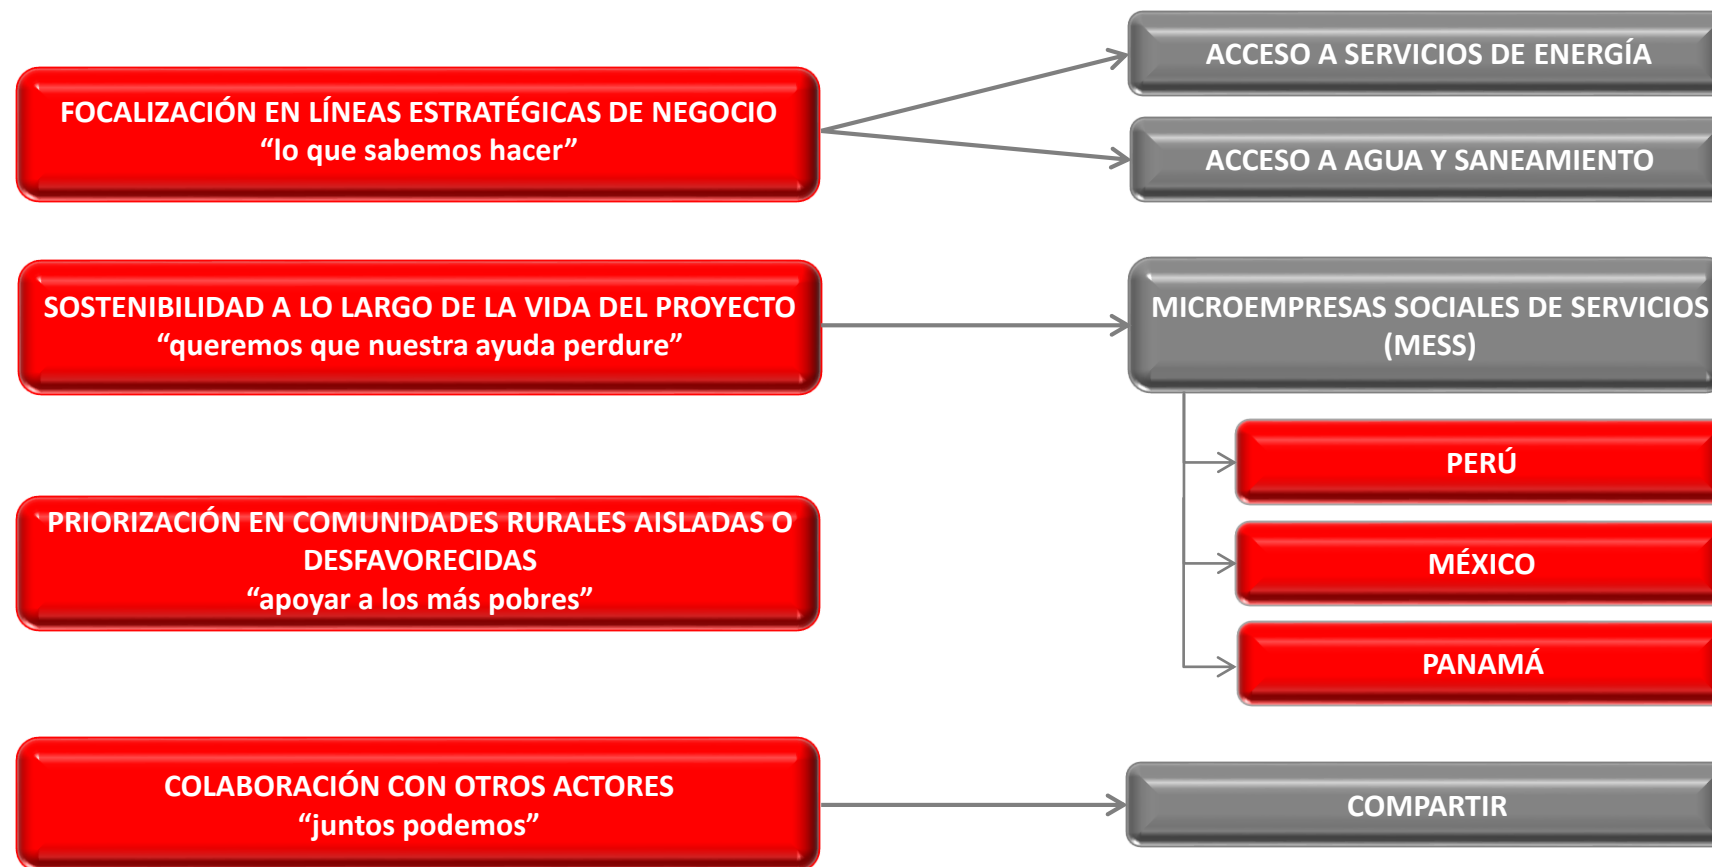 FOCALIZACIÓN EN LÍNEAS ESTRATÉGICAS DE NEGOCIO
“lo que sabemos hacer”
ACCESO A SERVICIOS DE ENERGÍA
ACCESO A AGUA Y SANEAMIENTO
SOSTENIBILIDAD A LO LARGO DE LA VIDA DEL PROYECTO
“queremos que nuestra ayuda perdure”
MICROEMPRESAS SOCIALES DE SERVICIOS
(MESS)
PERÚ
MÉXICO
PANAMÁ
PRIORIZACIÓN EN COMUNIDADES RURALES AISLADAS O
DESFAVORECIDAS
“apoyar a los más pobres”
COLABORACIÓN CON OTROS ACTORES
“juntos podemos”
COMPARTIR